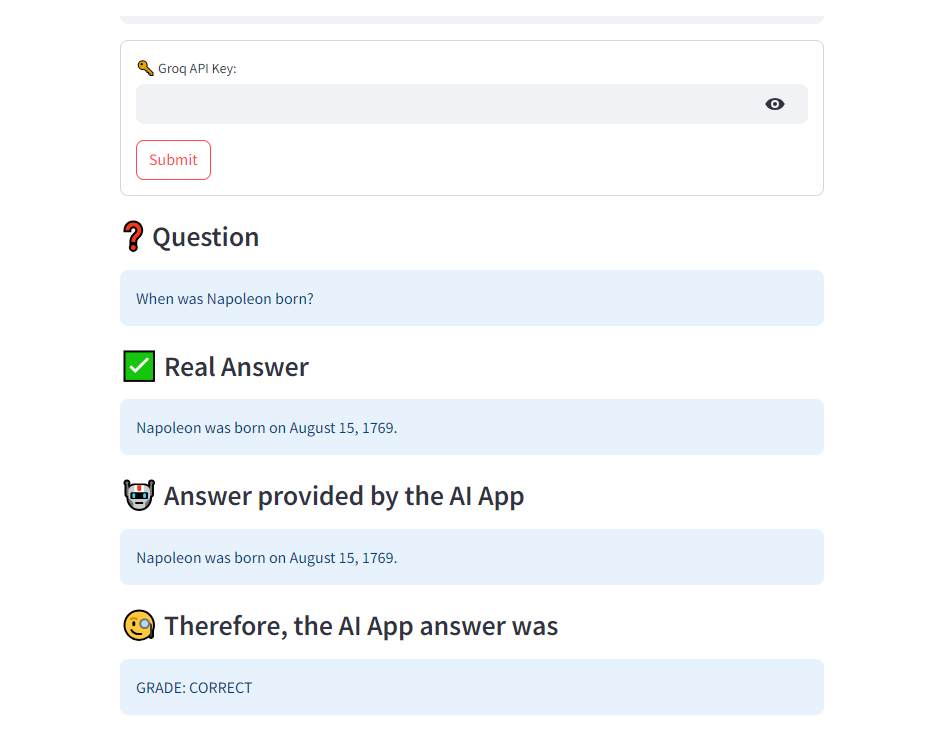 🔑 Groq API Key:
Submit
❓ Question
When was Napoleon born?
✅ Real Answer
Napoleon was born on August 15, 1769.
🤖 Answer provided by the AI App
Napoleon was born on August 15, 1769.
🧐 Therefore, the AI App answer was
GRADE: CORRECT